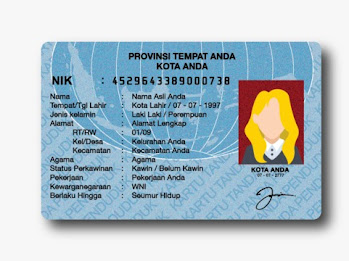 PROVINSI TEMPAT ANDA
KOTA ANDA
NIK : 4529643389000738
Nama : Nama Asil Anda
Tempat/Tgl Lahir : Kota Lahir / 07 - 07 - 1997
Jenis kelamin : Laki Laki / Perempuan
Alamat : Alamat Lengkap
RT/RW : 01/09
Kel/Desa : Kelurahan Anda
Kecamatan : Kecamatan Anda
Agama : Agama
Status Perkawinan : Kawin / Belum Kawin
Pekerjaan : Pekerjaan Anda
Kewarganegaraan : WNI
Berlaku Hingga : Seumur Hidup
KOTA ANDA
07 - 01 - 2777